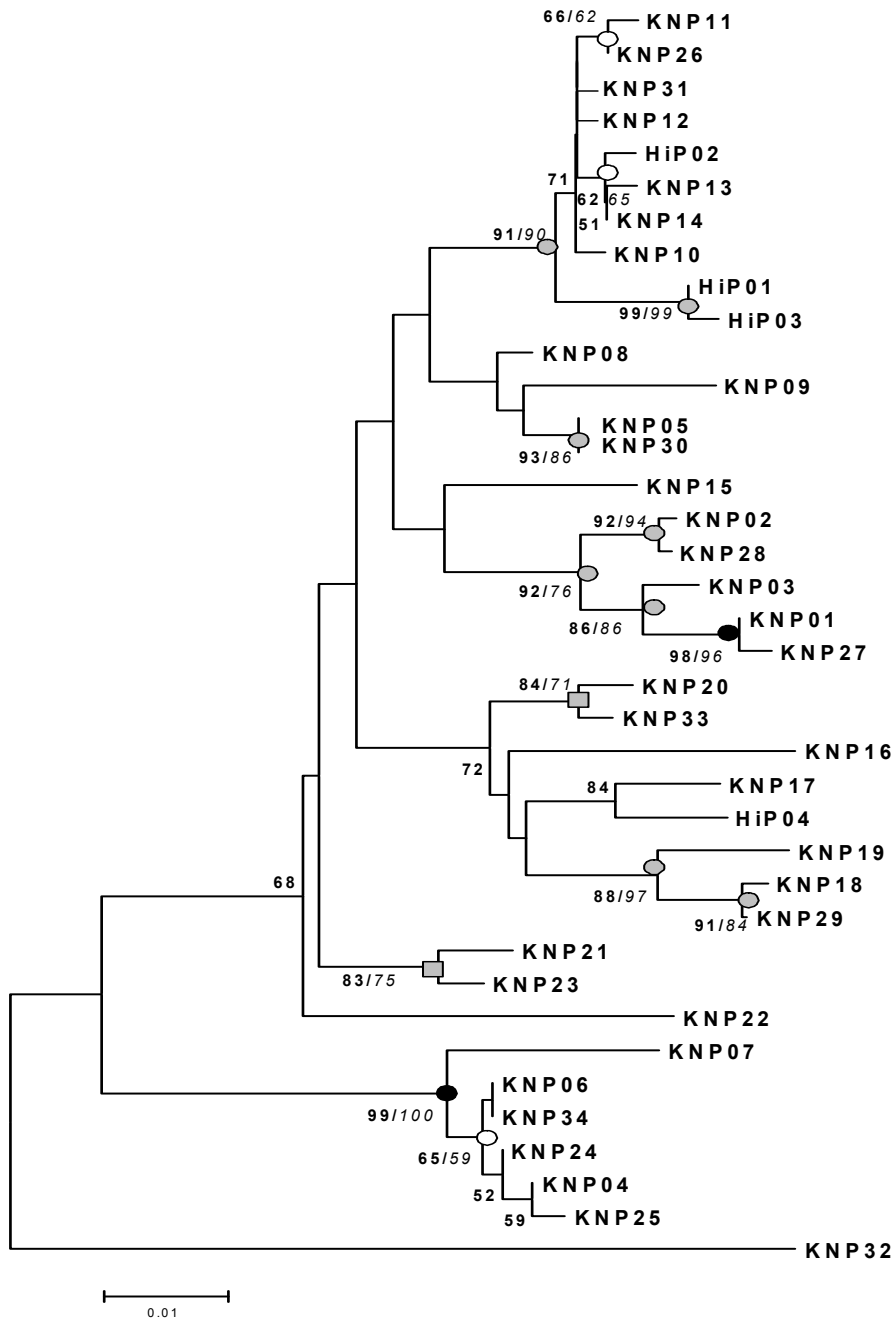 66/62
KNP11
KNP26
KNP31
KNP12
HiP02
71
KNP13
62 65
KNP14
51
91/90
KNP10
HiP01
99/99
HiP03
KNP08
KNP09
KNP05
KNP30
93/86
KNP15
92/94
KNP02
KNP28
92/76
KNP03
86/86
KNP01
KNP27
98/96
84/71
KNP20
KNP33
72
KNP16
84
KNP17
HiP04
KNP19
68
88/97
KNP18
KNP29
91/84
KNP21
83/75
KNP23
KNP22
KNP07
KNP06
99/100
KNP34
KNP24
65/59
KNP04
52
59
KNP25
KNP32
0.01